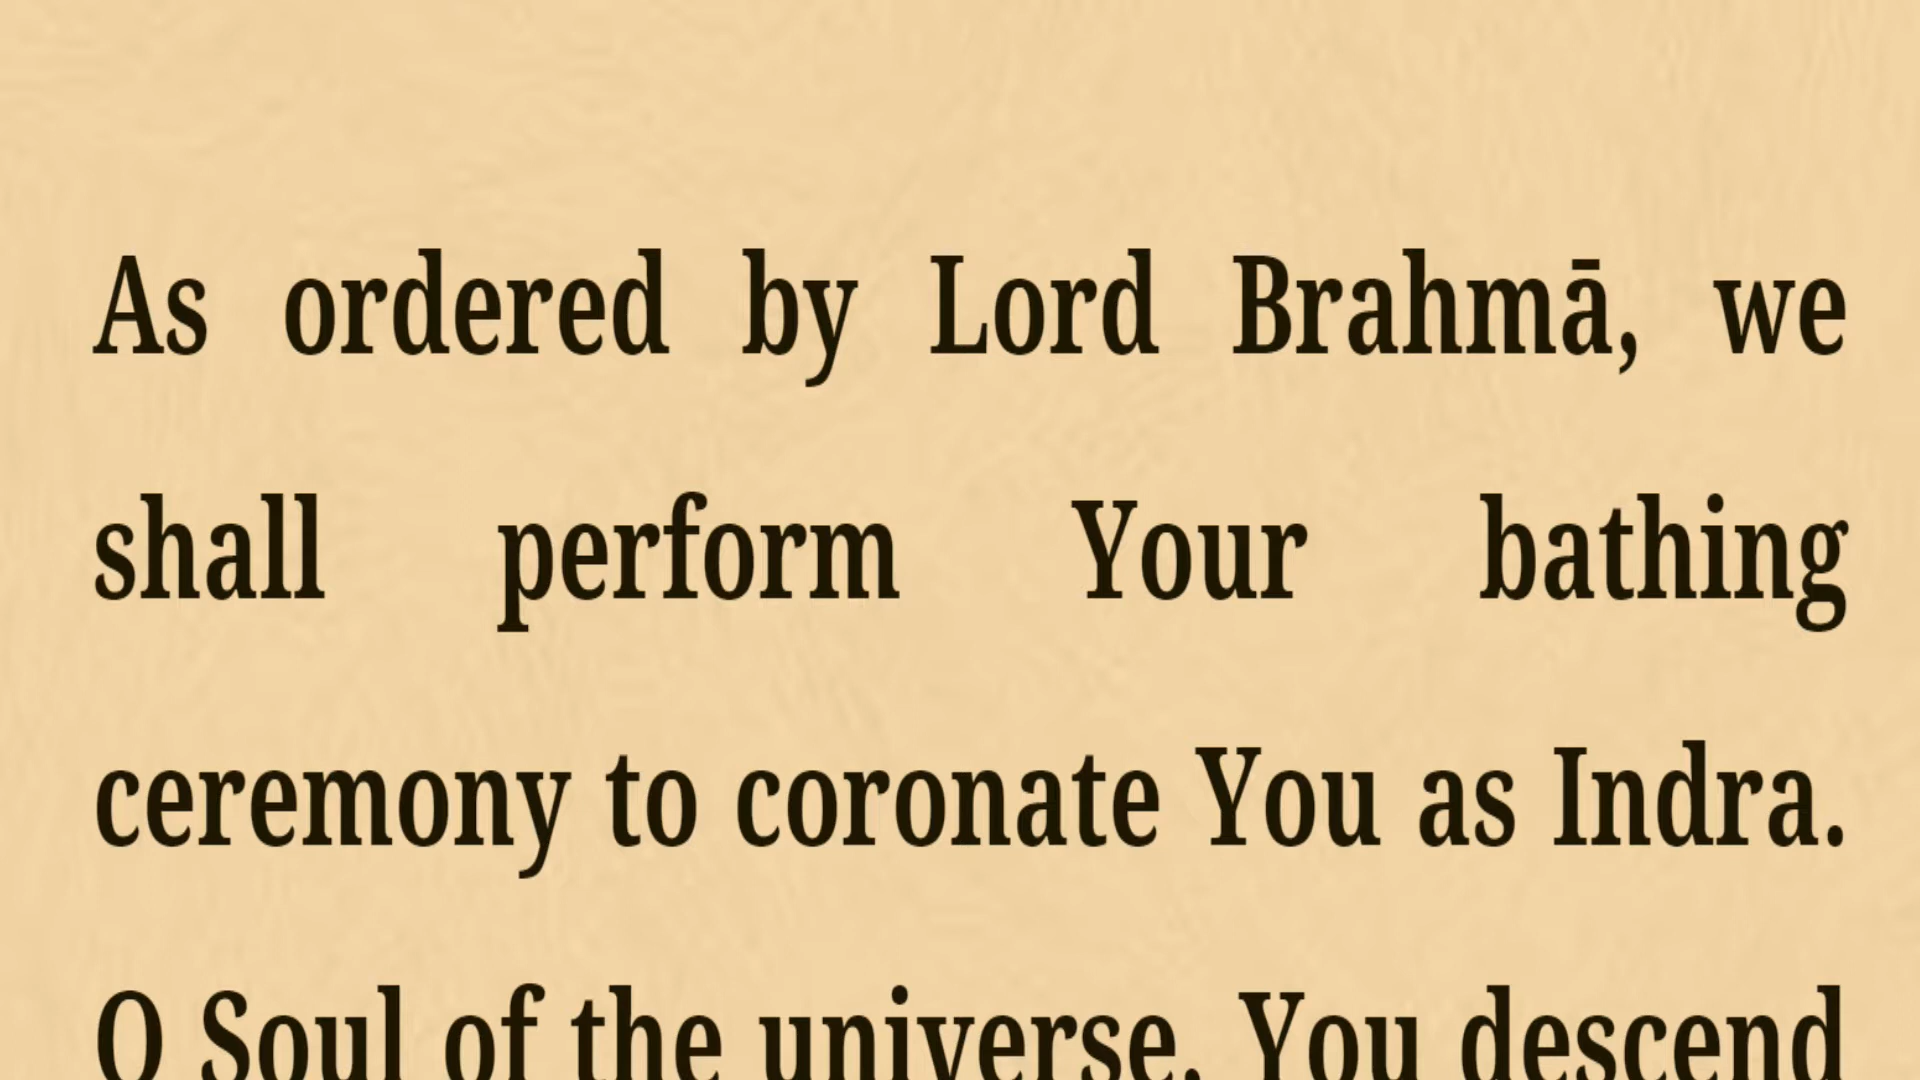 As ordered by Lord Brahmā, we
shall perform Your bathing
ceremony to coronate You as Indra.
O Soul of the universe, You descend